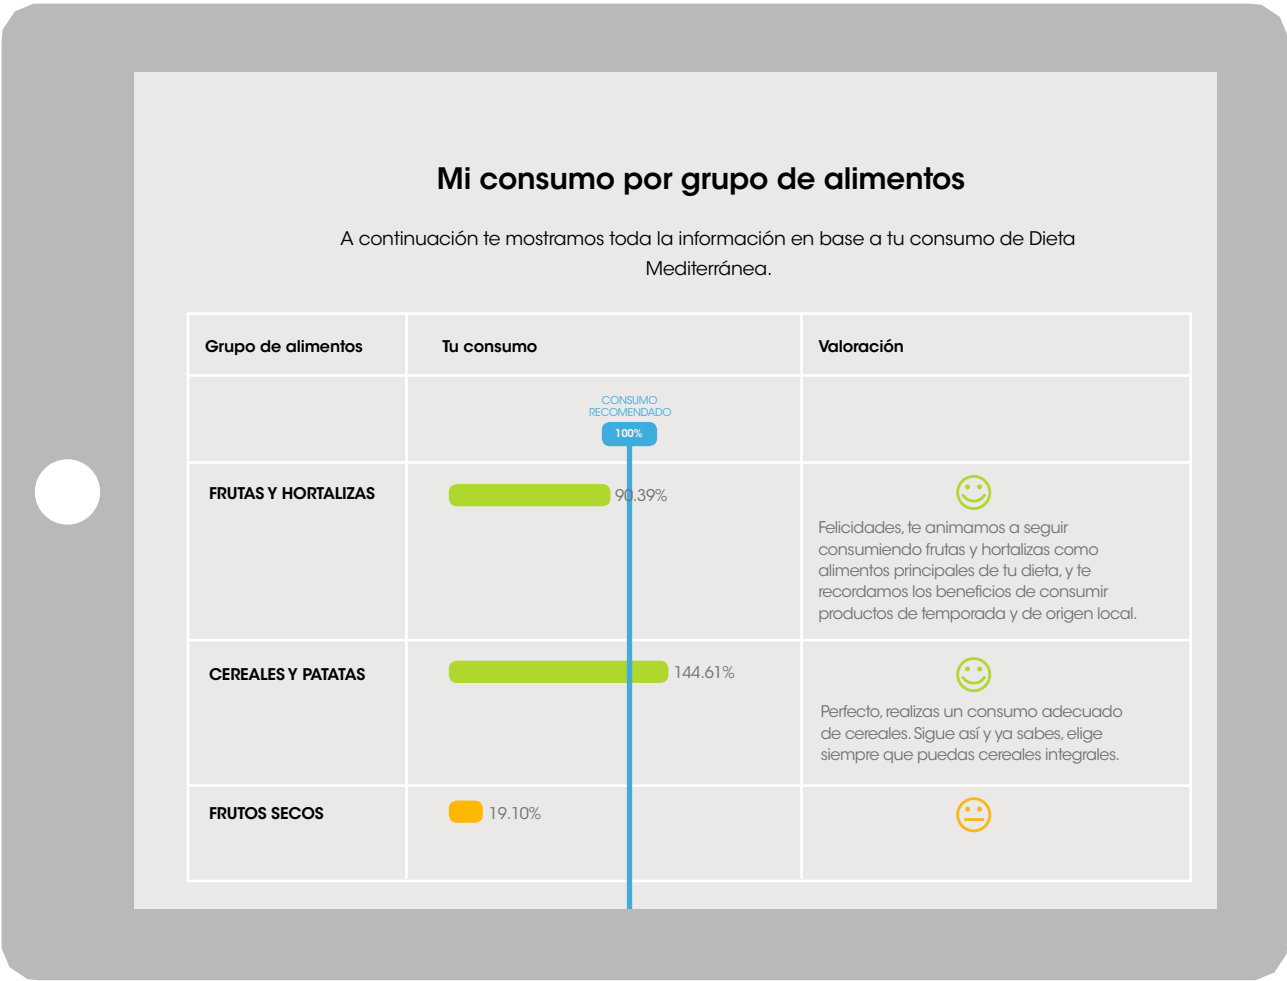 Mi consumo por grupo de alimentos
A continuación te mostramos toda la información en base a tu consumo de Dieta
Mediterránea.
Grupo de alimentos
Tu consumo
Valoración
CONSUMO
RECOMENDADO
100%
FRUTAS Y HORTALIZAS
90.39%
Felicidades, te animamos a seguir
consumiendo frutas y hortalizas como
alimentos principales de tu dieta, y te
recordamos los beneficios de consumir
productos de temporada y de origen local.
CEREALES Y PATATAS
144.61%
Perfecto, realizas un consumo adecuado
de cereales. Sigue así y ya sabes, elige
siempre que puedas cereales integrales.
FRUTOS SECOS
19.10%